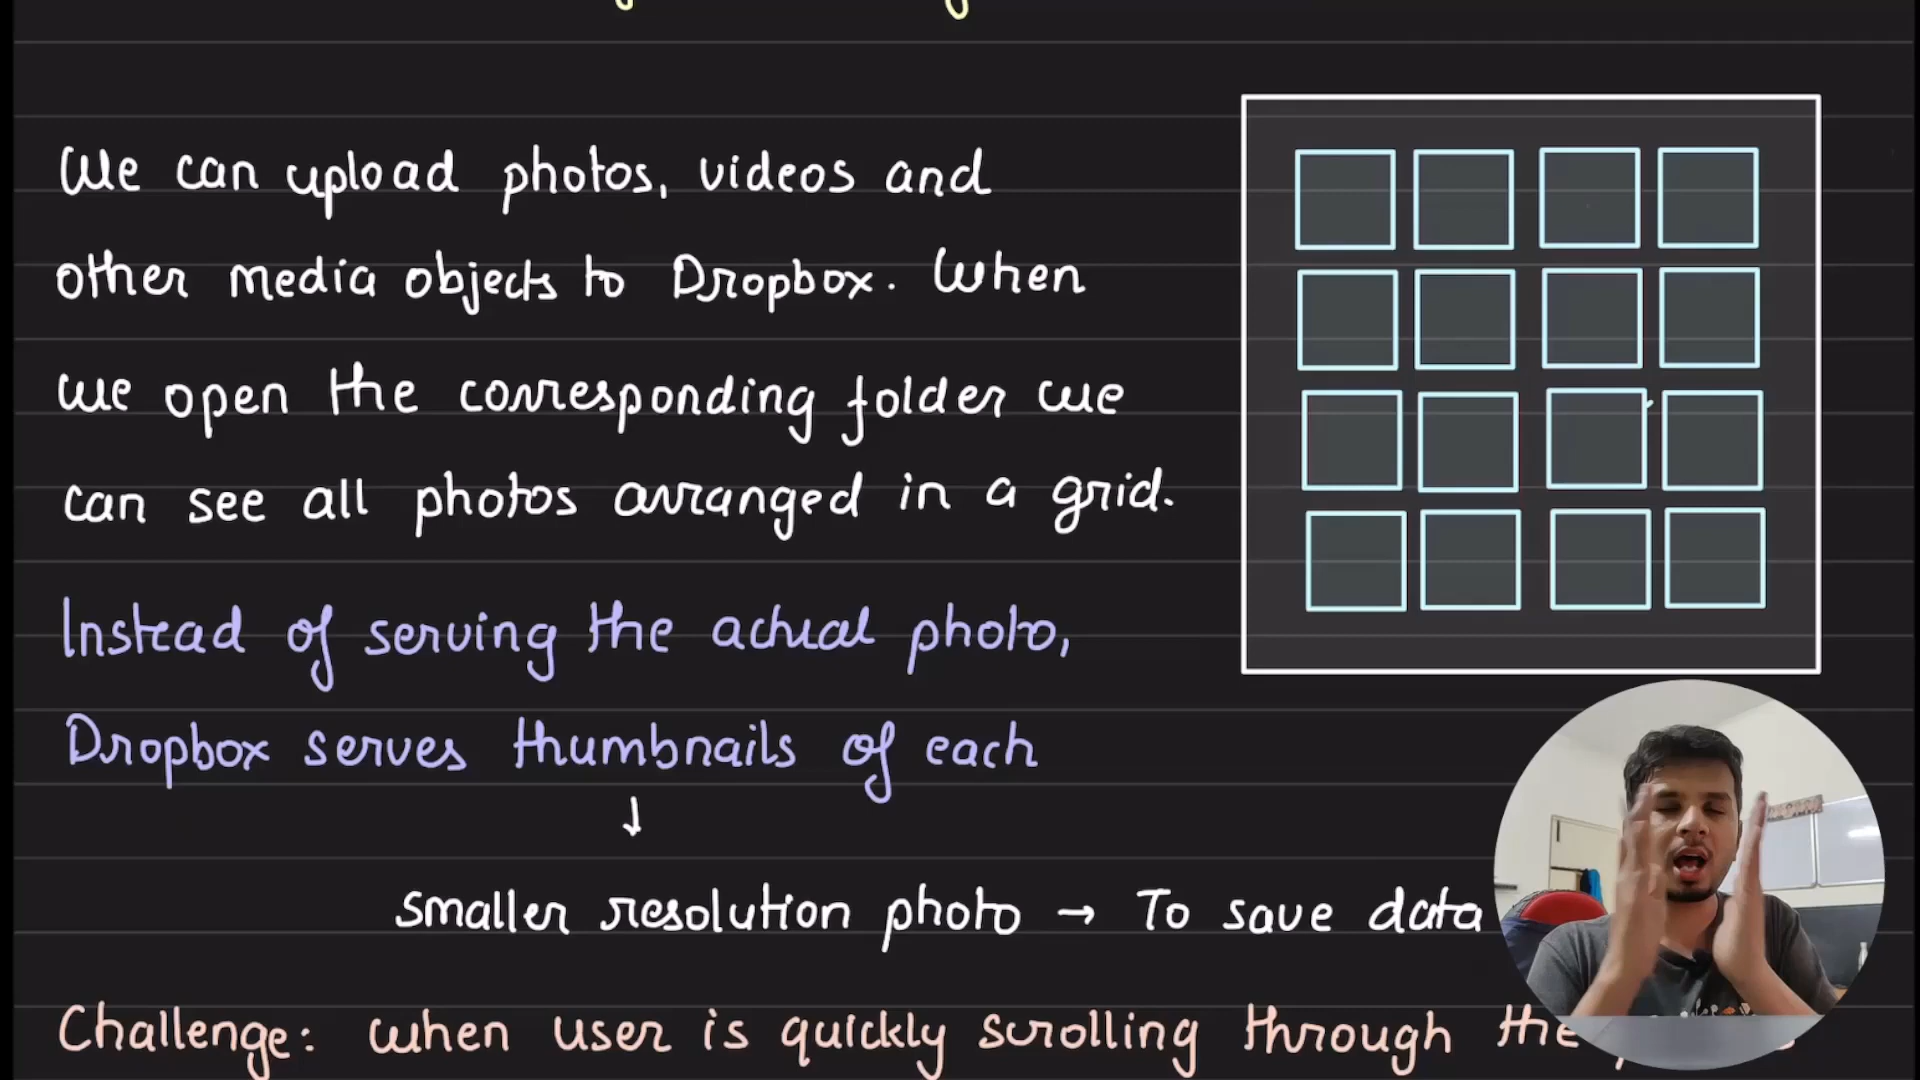 We can upload photos, videos and
other media objects to Dropbox. When
we open the corresponding folder we
can see all photos arranged in a grid.
Instead of serving the actual photo,
Dropbox serves thumbnails of each
↓
smaller resolution photo → To save data
Challenge: when user is quickly scrolling through the